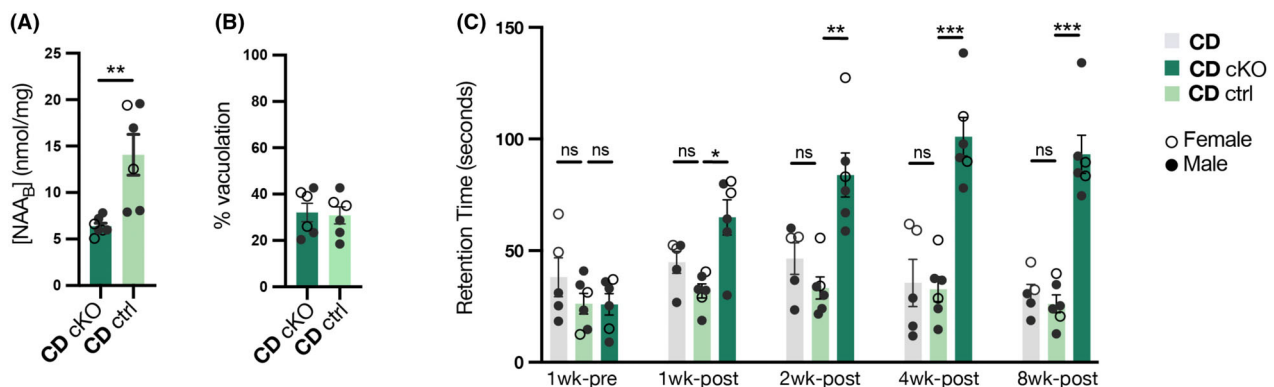 (A)
[NAA_B] (nmol/mg)
25
20
15
10
5
0
**
CD cKO
CD ctrl
(B)
% vacuolation
100
80
60
40
20
0
CD cKO
CD ctrl
(C)
Retention Time (seconds)
150
100
50
0
ns ns
ns *
ns **
ns ***
ns ***
1wk-pre 1wk-post 2wk-post 4wk-post 8wk-post
CD
CD cKO
CD ctrl
Female
Male